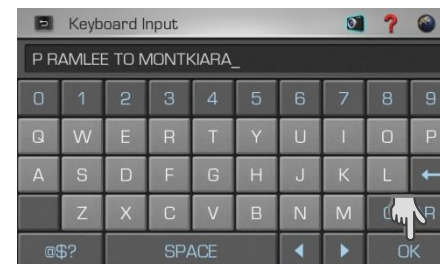 Keyboard Input
?
P RAMLEE TO MONTKIARA_
0 1 2 3 4 5 6 7 8 9
Q W E R T Y U I O P
A S D F G H J K L ←
Z X C V B N M
@$? SPACE ◀ ▶ OK